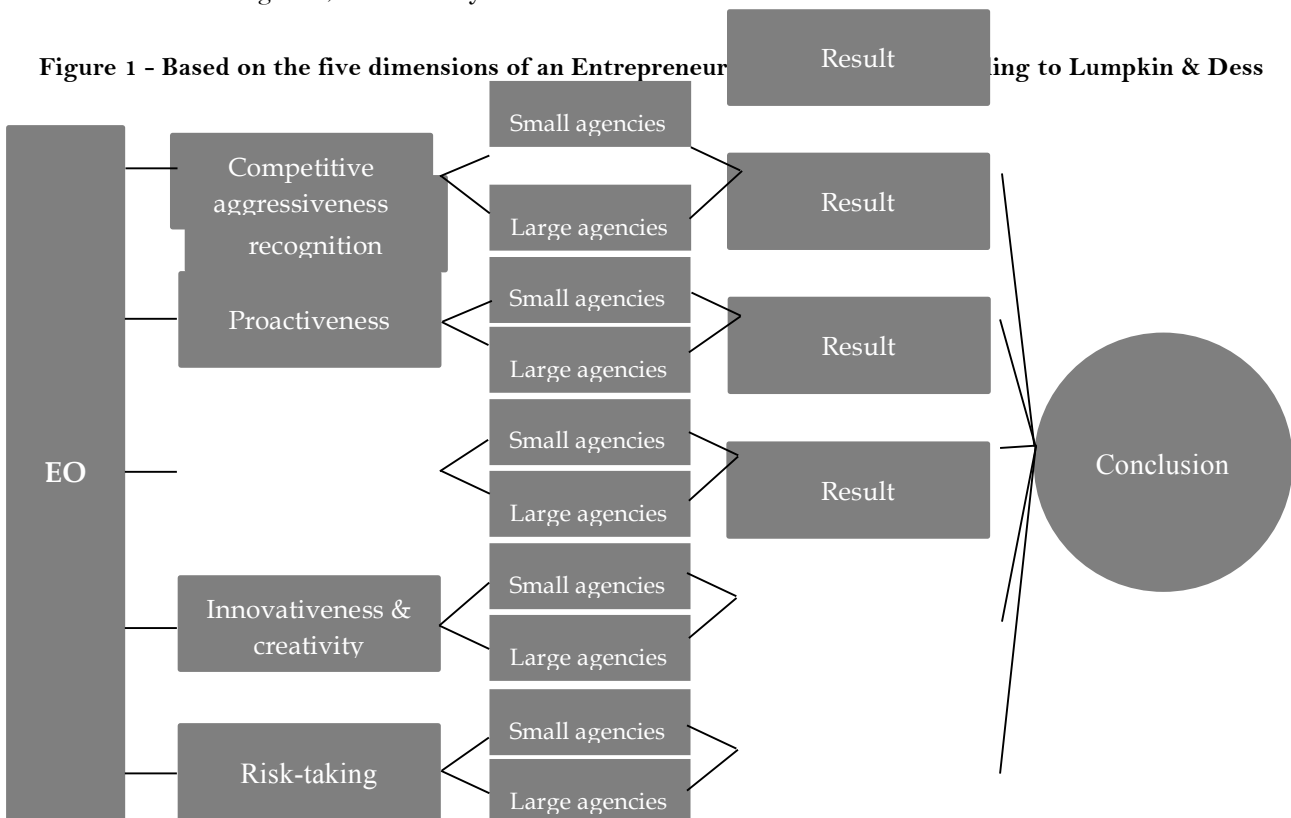 Figure 1 - Based on the five dimensions of an Entrepreneur
ling to Lumpkin & Dess
Result
Small agencies
Competitive
aggressiveness
recognition
Large agencies
Result
Small agencies
Proactiveness
Large agencies
Result
EO
Small agencies
Large agencies
Result
Conclusion
Innovativeness &
creativity
Small agencies
Large agencies
Risk-taking
Small agencies
Large agencies